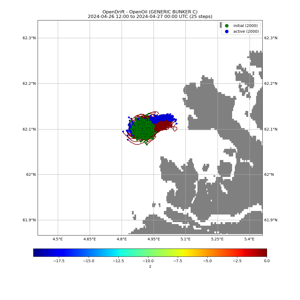 OpenDrift - OpenOil (GENERIC BUNKER C)
2024-04-26 12:00 to 2024-04-27 00:00 UTC (25 steps)
initial (2000)
active (2000)
62.3°N
62.3°N
62.2°N
62.2°N
62.1°N
62.1°N
62°N
62°N
61.9°N
61.9°N
4.5°E
4.65°E
4.8°E
4.95°E
5.1°E
5.25°E
5.4°E
−17.5
−15.0
−12.5
−10.0
−7.5
−5.0
−2.5
0.0
z